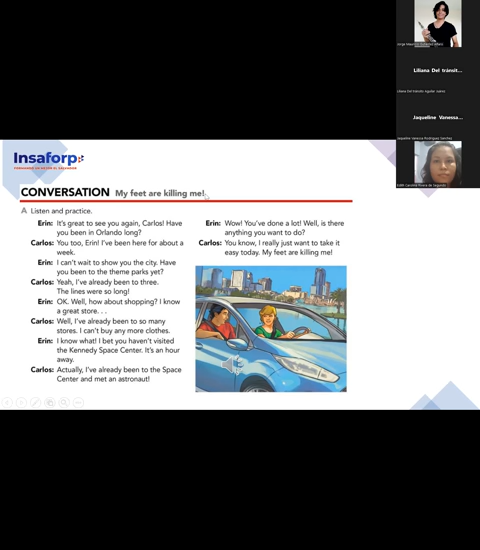 Insaforp
CONVERSATION My feet are killing me!
A Listen and practice.
Erin: It's great to see you again, Carlos! Have
you been in Orlando long?
Carlos: You too, Erin! I've been here for about a
week.
Erin: I can't wait to show you the city. Have
you been to the theme parks yet?
Carlos: Yeah, I've already been to three.
The lines were so long!
Erin: OK. Well, how about shopping? I know
a great store. . .
Carlos: Well, I've already been to so many
stores. I can't buy any more clothes.
Erin: I know what! I bet you haven't visited
the Kennedy Space Center. It's an hour
away.
Carlos: Actually, I've already been to the Space
Center and met an astronaut!
Erin: Wow! You've done a lot! Well, is there
anything you want to do?
Carlos: You know, I really just want to take it
easy today. My feet are killing me!
Liliana Del tránsit...
Jaqueline Vanessa...